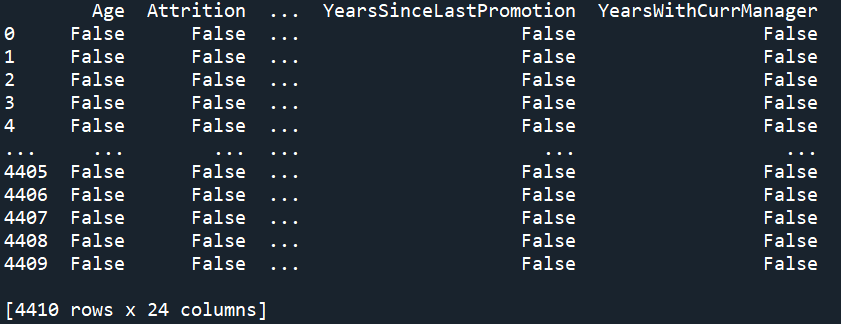 Age Attrition ... YearsSinceLastPromotion YearsWithCurrManager
0 False False ... False False
1 False False ... False False
2 False False ... False False
3 False False ... False False
4 False False ... False False
... ... ... ... ... ...
4405 False False ... False False
4406 False False ... False False
4407 False False ... False False
4408 False False ... False False
4409 False False ... False False
[4410 rows x 24 columns]